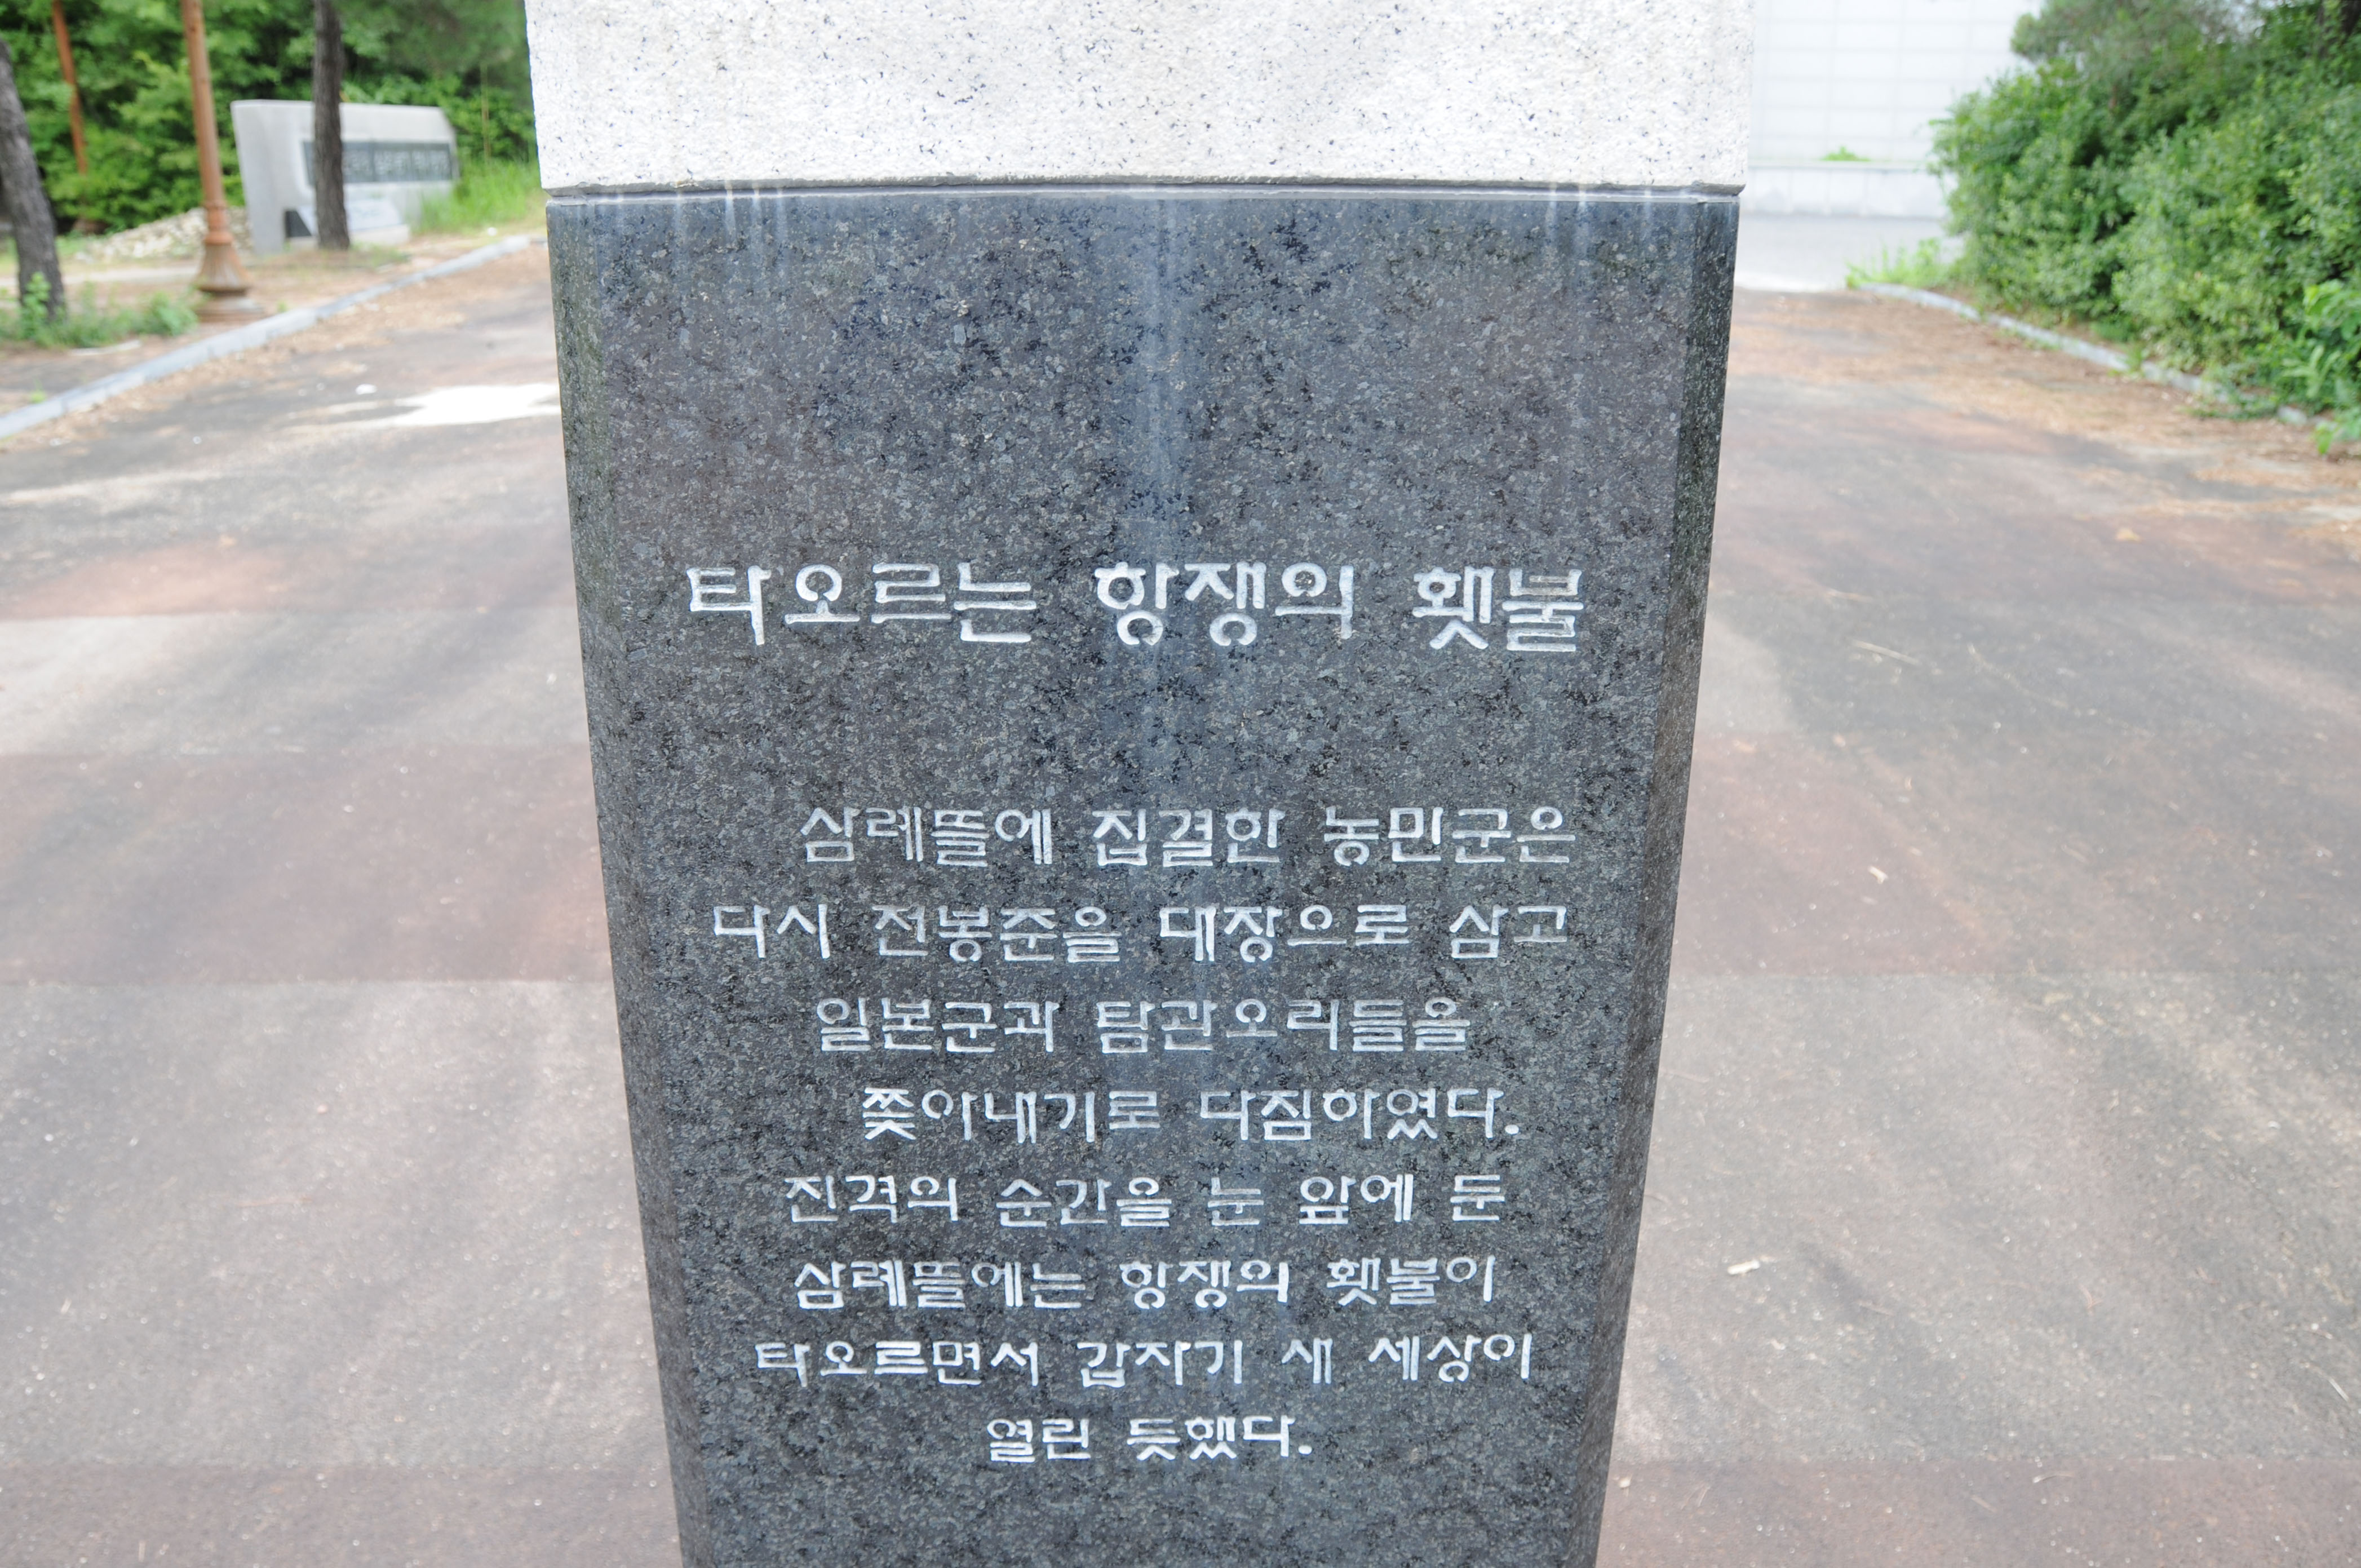 타오르는 항쟁의 횃불
삼례뜰에 집결한 농민군은
다시 전봉준을 대장으로 삼고
일본군과 탐관오리들을
쫓아내기로 다짐하였다.
진격의 순간을 눈 앞에 둔
삼례뜰에는 항쟁의 횃불이
타오르면서 갑자기 새 세상이
열린 듯했다.